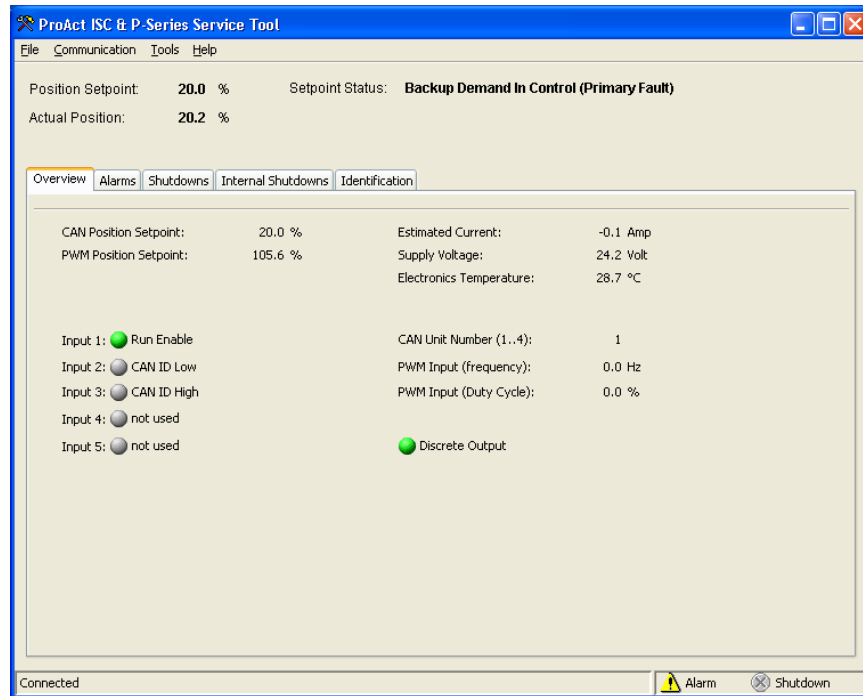 ProAct ISC & P-Series Service Tool
File Communication Tools Help
Position Setpoint: 20.0 % Setpoint Status: Backup Demand In Control (Primary Fault)
Actual Position: 20.2 %
Overview Alarms Shutdowns Internal Shutdowns Identification
CAN Position Setpoint: 20.0 % Estimated Current: -0.1 Amp
PWM Position Setpoint: 105.6 % Supply Voltage: 24.2 Volt
Electronics Temperature: 28.7 °C
Input 1: Run Enable CAN Unit Number (1..4): 1
Input 2: CAN ID Low PWM Input (frequency): 0.0 Hz
Input 3: CAN ID High PWM Input (Duty Cycle): 0.0 %
Input 4: not used
Input 5: not used Discrete Output
Connected Alarm Shutdown